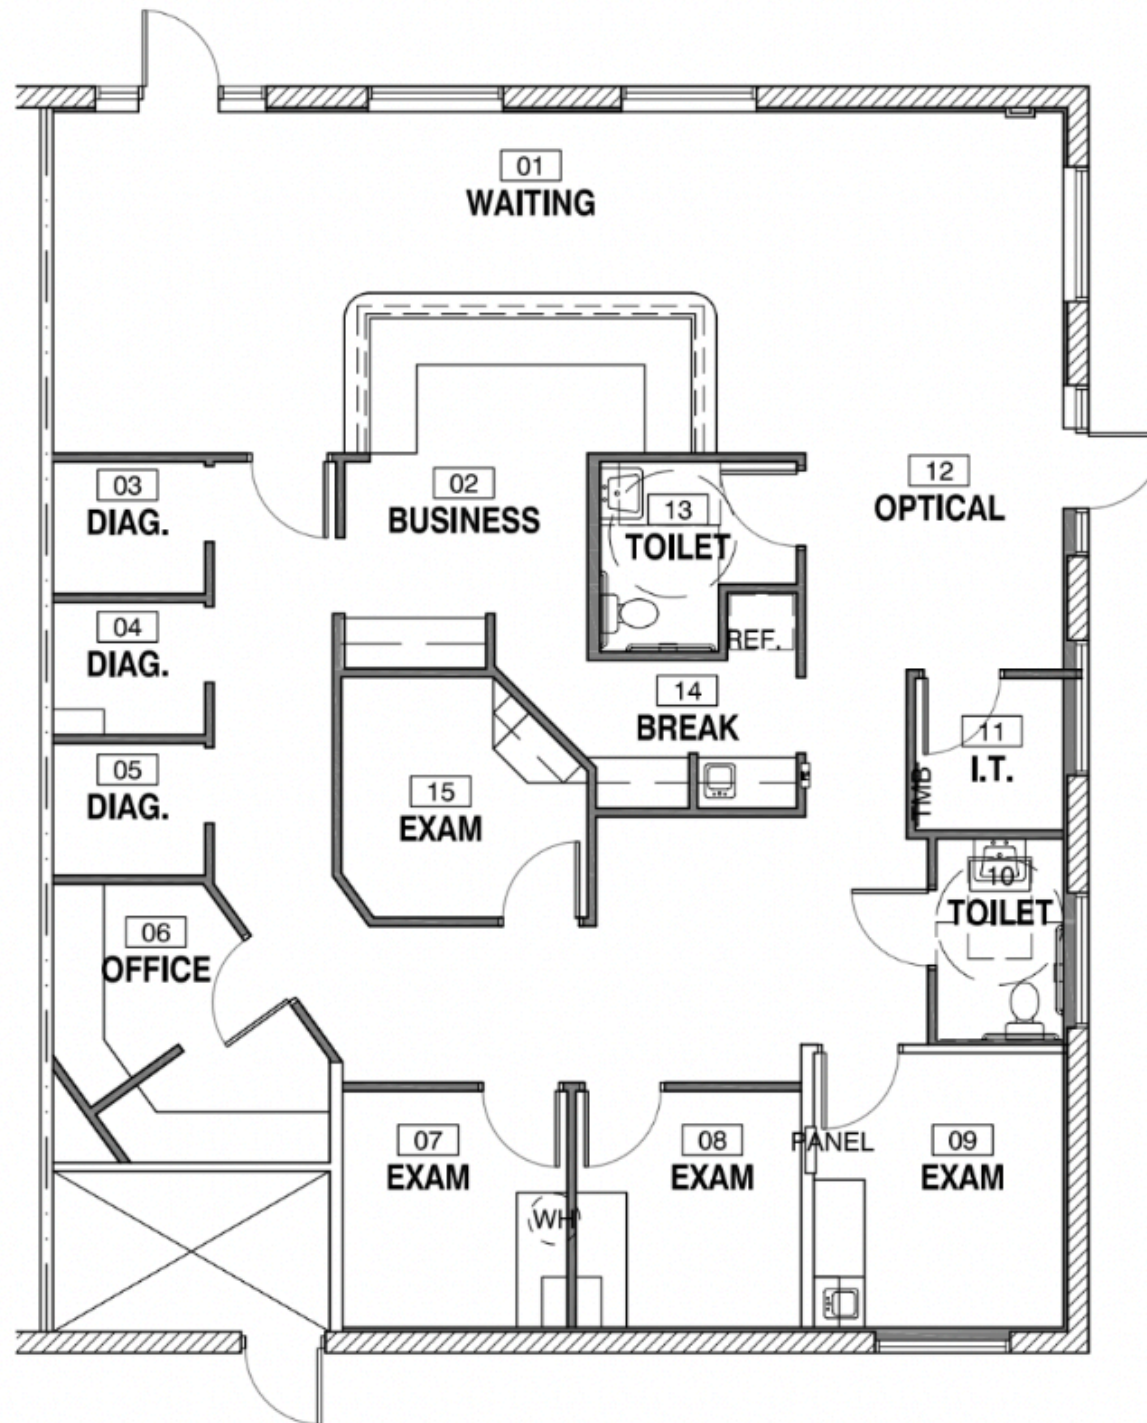 01
WAITING
03
DIAG.
02
BUSINESS
13
TOILET
12
OPTICAL
04
DIAG.
REF.
14
BREAK
05
DIAG.
15
EXAM
11
I.T.
TMB
10
TOILET
06
OFFICE
07
EXAM
08
EXAM
PANEL
09
EXAM
WH